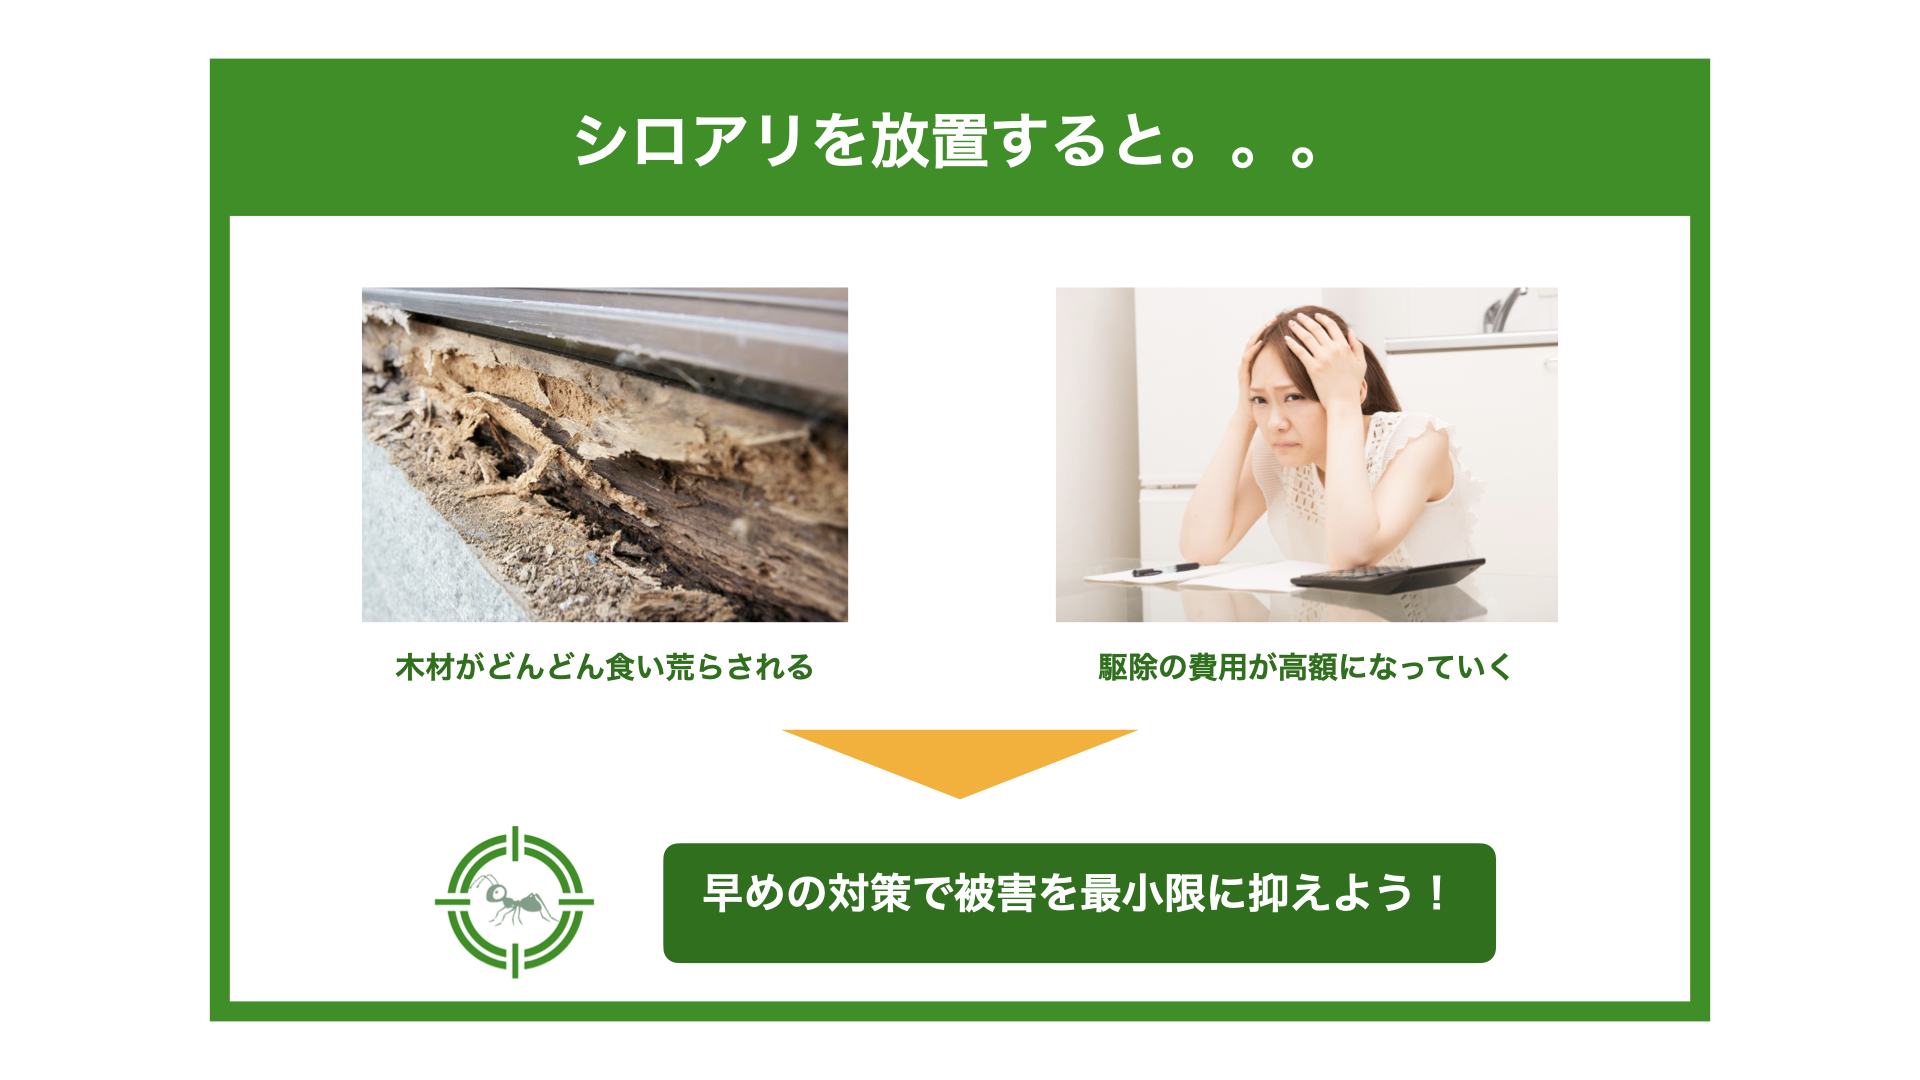 シロアリを放置すると。。。
木材がどんどん食い荒らされる
駆除の費用が高額になっていく
早めの対策で被害を最小限に抑えよう！